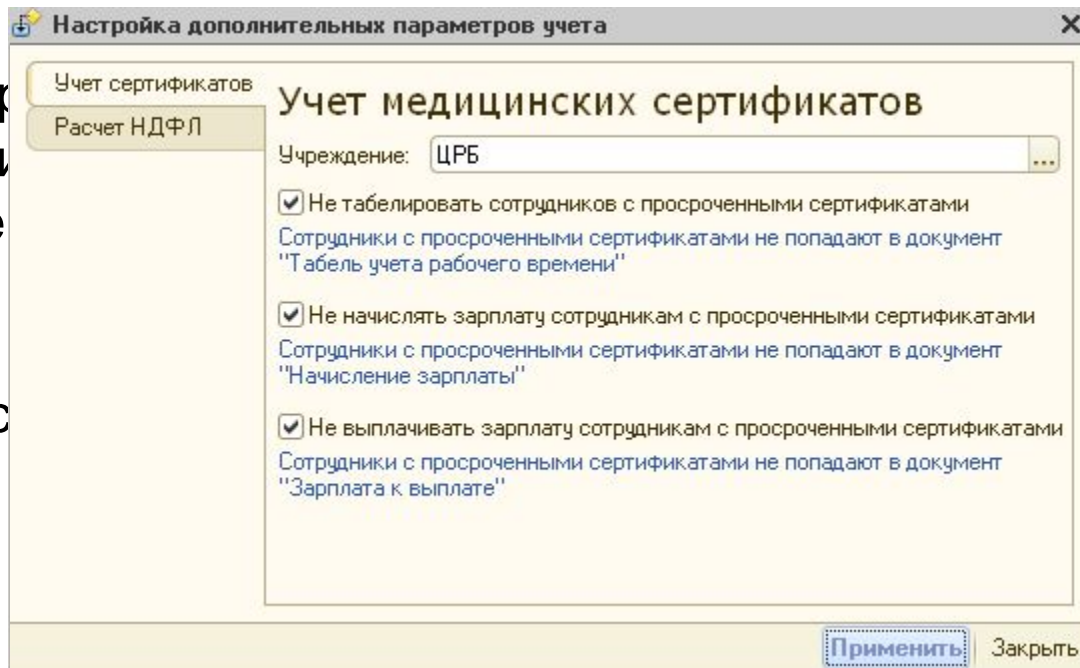 Настройка дополнительных параметров учета
Учет сертификатов
Расчет НДФЛ
Учет медицинских сертификатов
Учреждение: ЦРБ ...
Не табелировать сотрудников с просроченными сертификатами
Сотрудники с просроченными сертификатами не попадают в документ
"Табель учета рабочего времени"
Не начислять зарплату сотрудникам с просроченными сертификатами
Сотрудники с просроченными сертификатами не попадают в документ
"Начисление зарплаты"
Не выплачивать зарплату сотрудникам с просроченными сертификатами
Сотрудники с просроченными сертификатами не попадают в документ
"Зарплата к выплате"
Применить Закрыть